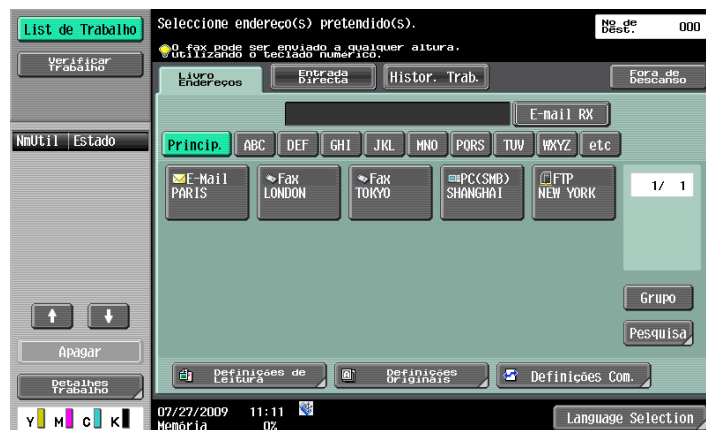 List de Trabalho
Verificar
Trabalho
NmUtil Estado
Apagar
Detalhes
Trabalho
Y M C K
Seleccione endereço(s) pretendido(s).
O fax pode ser enviado a qualquer altura,
utilizando o teclado numérico.
No de
Dest. 000
Livro
Endereços
Entrada
Directa
Histor. Trab.
Fora de
Descanso
E-mail RX
Princip. ABC DEF GHI JKL MNO PQRS TUV WXYZ etc
E-Mail
PARIS
Fax
LONDON
Fax
TOKYO
PC(SMB)
SHANGHAI
FTP
NEW YORK
1/ 1
Grupo
Pesquisa
Definições de
Leitura
Definições
Originais
Definições Com.
07/27/2009 11:11
Memória 0%
Language Selection